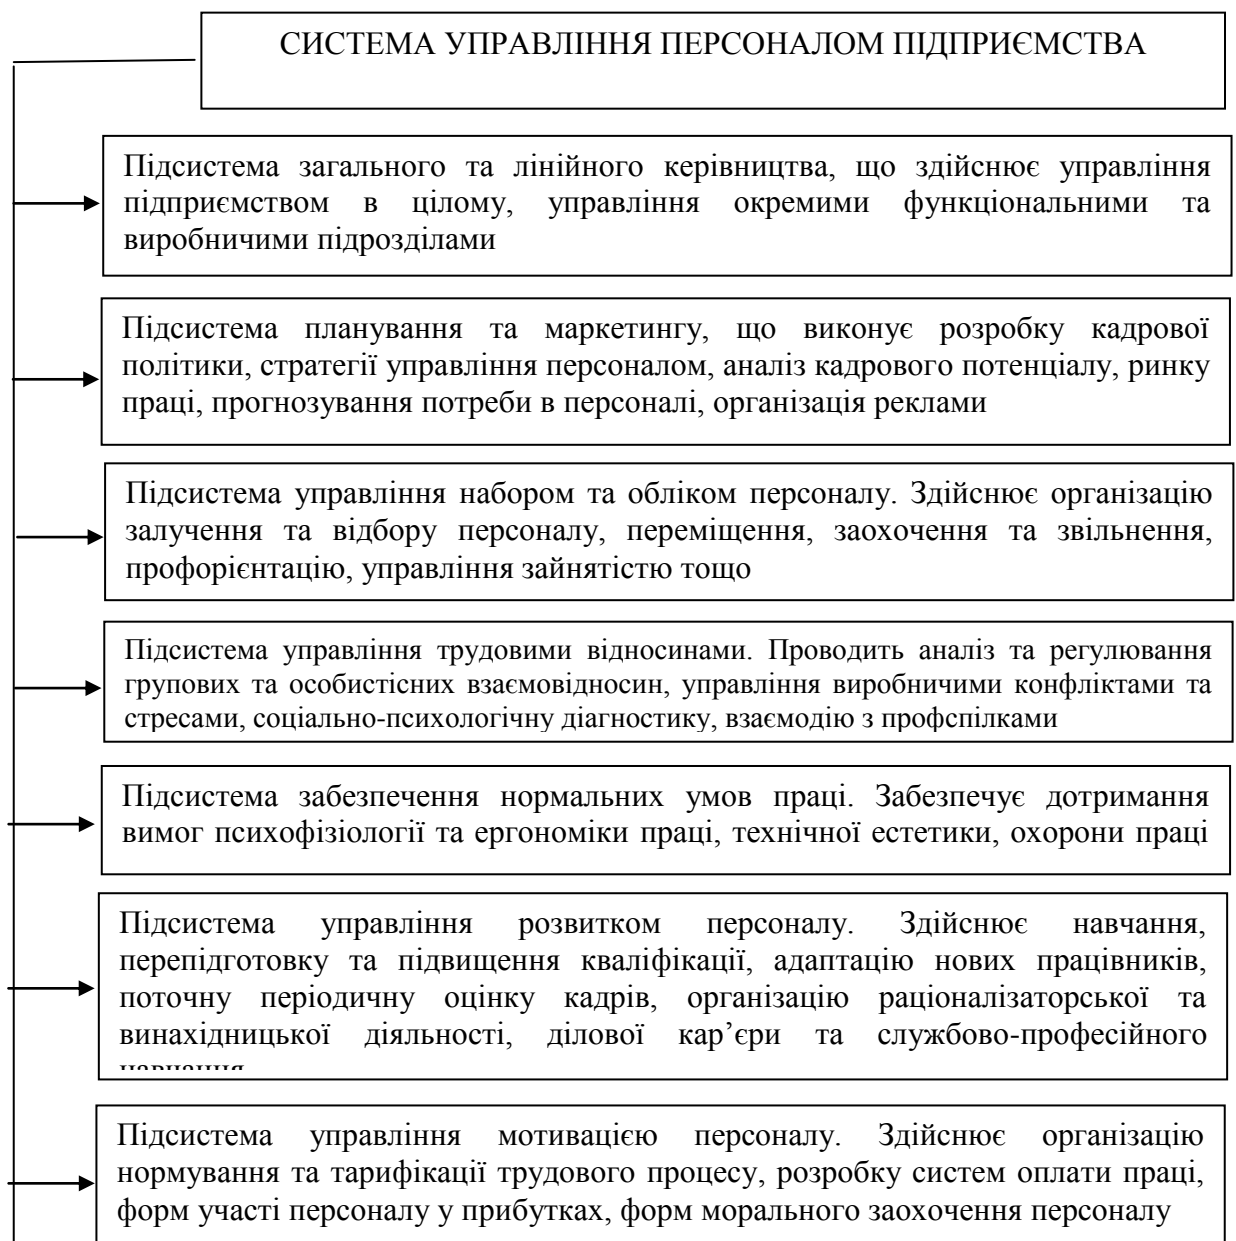 СИСТЕМА УПРАВЛІННЯ ПЕРСОНАЛОМ ПІДПРИЄМСТВА
Підсистема загального та лінійного керівництва, що здійснює управління
підприємством в цілому, управління окремими функціональними та
виробничими підрозділами
Підсистема планування та маркетингу, що виконує розробку кадрової
політики, стратегії управління персоналом, аналіз кадрового потенціалу, ринку
праці, прогнозування потреби в персоналі, організація реклами
Підсистема управління набором та обліком персоналу. Здійснює організацію
залучення та відбору персоналу, переміщення, заохочення та звільнення,
профорієнтацію, управління зайнятістю тощо
Підсистема управління трудовими відносинами. Проводить аналіз та регулювання
групових та особистісних взаємовідносин, управління виробничими конфліктами та
стресами, соціально-психологічну діагностику, взаємодію з профспілками
Підсистема забезпечення нормальних умов праці. Забезпечує дотримання
вимог психофізіології та ергономіки праці, технічної естетики, охорони праці
Підсистема управління розвитком персоналу. Здійснює навчання,
перепідготовку та підвищення кваліфікації, адаптацію нових працівників,
поточну періодичну оцінку кадрів, організацію раціоналізаторської та
винахідницької діяльності, ділової кар’єри та службово-професійного
навчання
Підсистема управління мотивацією персоналу. Здійснює організацію
нормування та тарифікації трудового процесу, розробку систем оплати праці,
форм участі персоналу у прибутках, форм морального заохочення персоналу